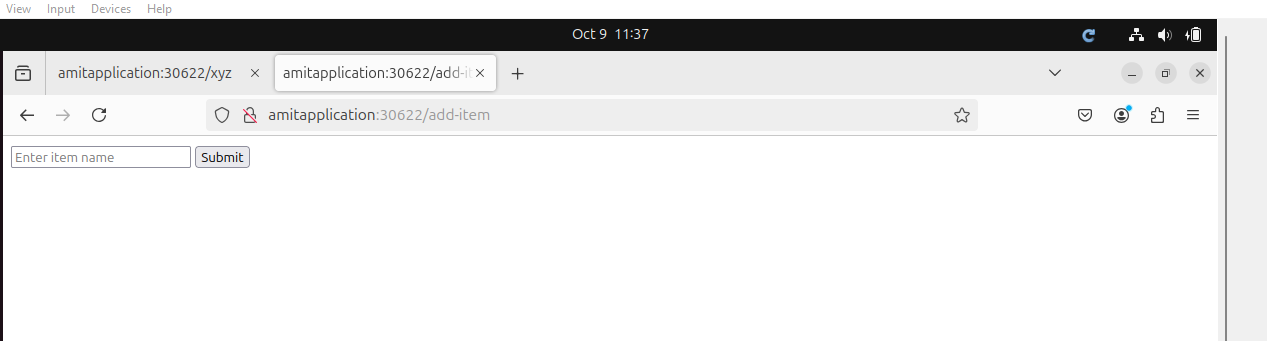 View Input Devices Help
Oct 9 11:37
amitapplication:30622/xyz amitapplication:30622/add-it
amitapplication:30622/add-item
Enter item name Submit